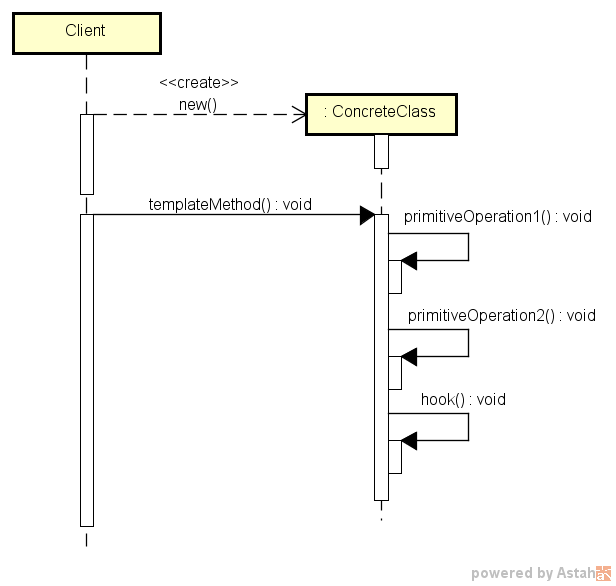 Client
<<create>>
new()
: ConcreteClass
templateMethod() : void
primitiveOperation1() : void
primitiveOperation2() : void
hook() : void
powered by Astah